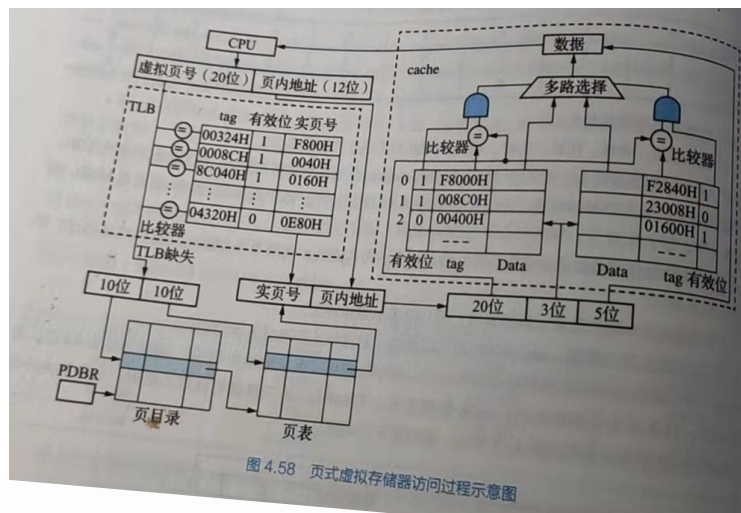 CPU
虚拟页号（20位） 页内地址（12位）
TLB
tag 有效位 实页号
= 00324H 1 F800H
= 0008CH 1 0040H
= 8C040H 1 0160H
⋮ ⋮ ⋮ ⋮
= 04320H 0 0E80H
比较器
TLB缺失
10位 10位
PDBR
页目录
页表
实页号 页内地址
数据
cache
多路选择
= =
比较器 比较器
0 1 F8000H
1 1 008C0H
2 0 00400H
---
有效位 tag Data
F2840H 1
23008H 0
01600H 1
---
Data tag 有效位
20位 3位 5位
图 4.58 页式虚拟存储器访问过程示意图